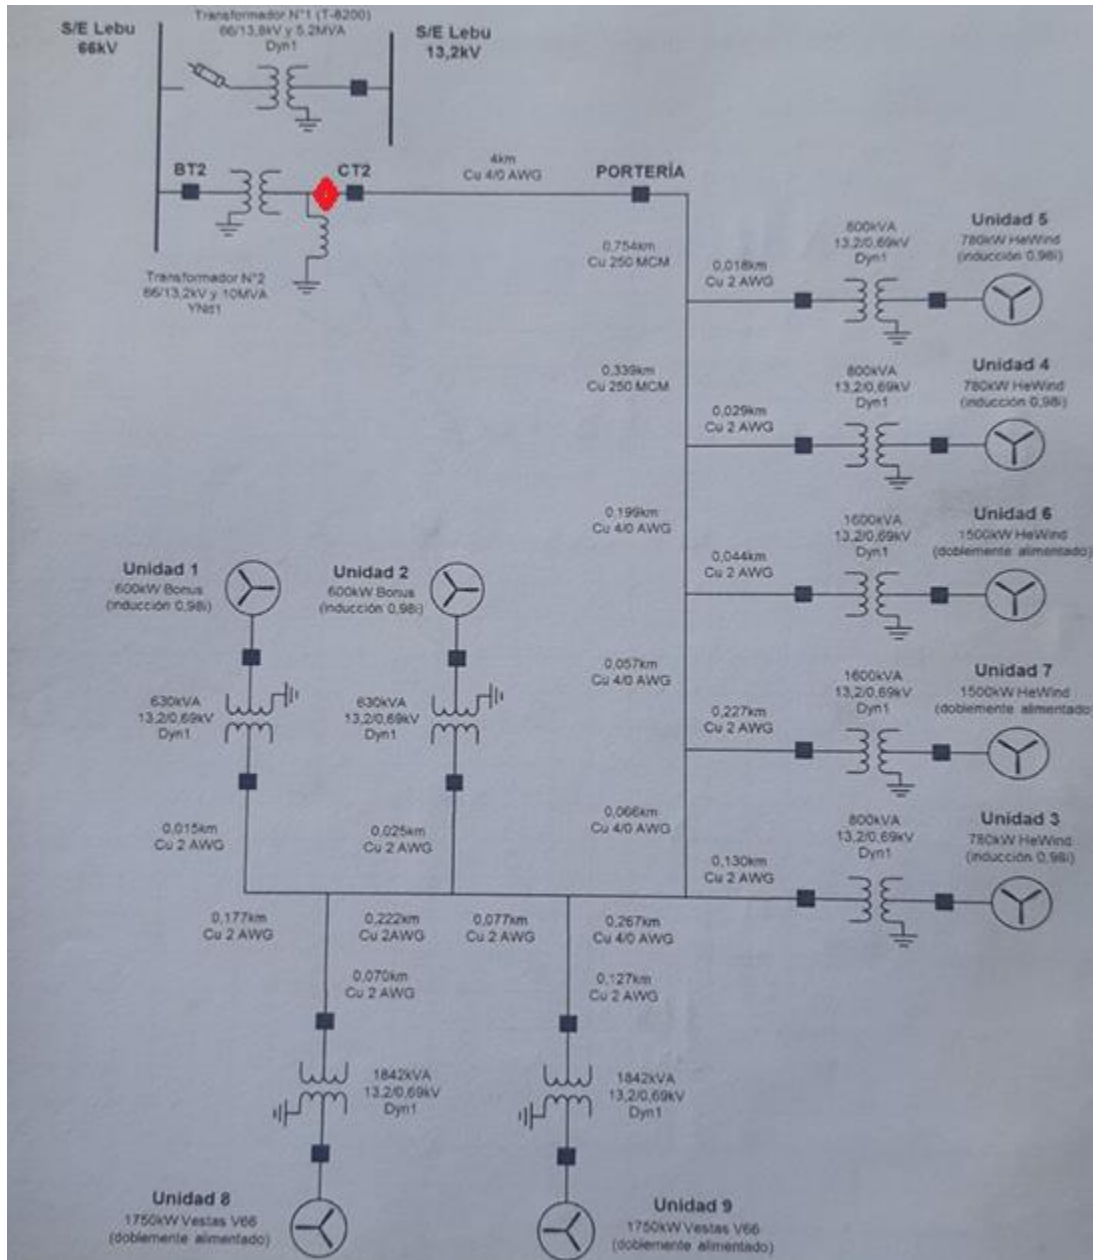 S/E Lebu
66kV
Transformador N°1 (T-8200)
66/13,8kV y 5,2MVA
Dyn1
S/E Lebu
13,2kV
BT2
CT2
4km
Cu 4/0 AWG
PORTERÍA
Transformador N°2
66/13,2kV y 10MVA
YNd1
0,754km
Cu 250 MCM
0,018km
Cu 2 AWG
800kVA
13,2/0,69kV
Dyn1
Unidad 5
780kW HeWind
(inducción 0,98i)
0,339km
Cu 250 MCM
0,029km
Cu 2 AWG
800kVA
13,2/0,69kV
Dyn1
Unidad 4
780kW HeWind
(inducción 0,98i)
0,199km
Cu 4/0 AWG
0,044km
Cu 2 AWG
1600kVA
13,2/0,69kV
Dyn1
Unidad 6
1500kW HeWind
(doblemente alimentado)
Unidad 1
600kW Bonus
(inducción 0,98i)
Unidad 2
600kW Bonus
(inducción 0,98i)
0,057km
Cu 4/0 AWG
0,227km
Cu 2 AWG
1600kVA
13,2/0,69kV
Dyn1
Unidad 7
1500kW HeWind
(doblemente alimentado)
630kVA
13,2/0,69kV
Dyn1
630kVA
13,2/0,69kV
Dyn1
0,015km
Cu 2 AWG
0,025km
Cu 2 AWG
0,066km
Cu 4/0 AWG
0,130km
Cu 2 AWG
800kVA
13,2/0,69kV
Dyn1
Unidad 3
780kW HeWind
(inducción 0,98i)
0,177km
Cu 2 AWG
0,222km
Cu 2AWG
0,077km
Cu 2 AWG
0,267km
Cu 4/0 AWG
0,070km
Cu 2 AWG
0,127km
Cu 2 AWG
1842kVA
13,2/0,69kV
Dyn1
1842kVA
13,2/0,69kV
Dyn1
Unidad 8
1750kW Vestas V66
(doblemente alimentado)
Unidad 9
1750kW Vestas V66
(doblemente alimentado)